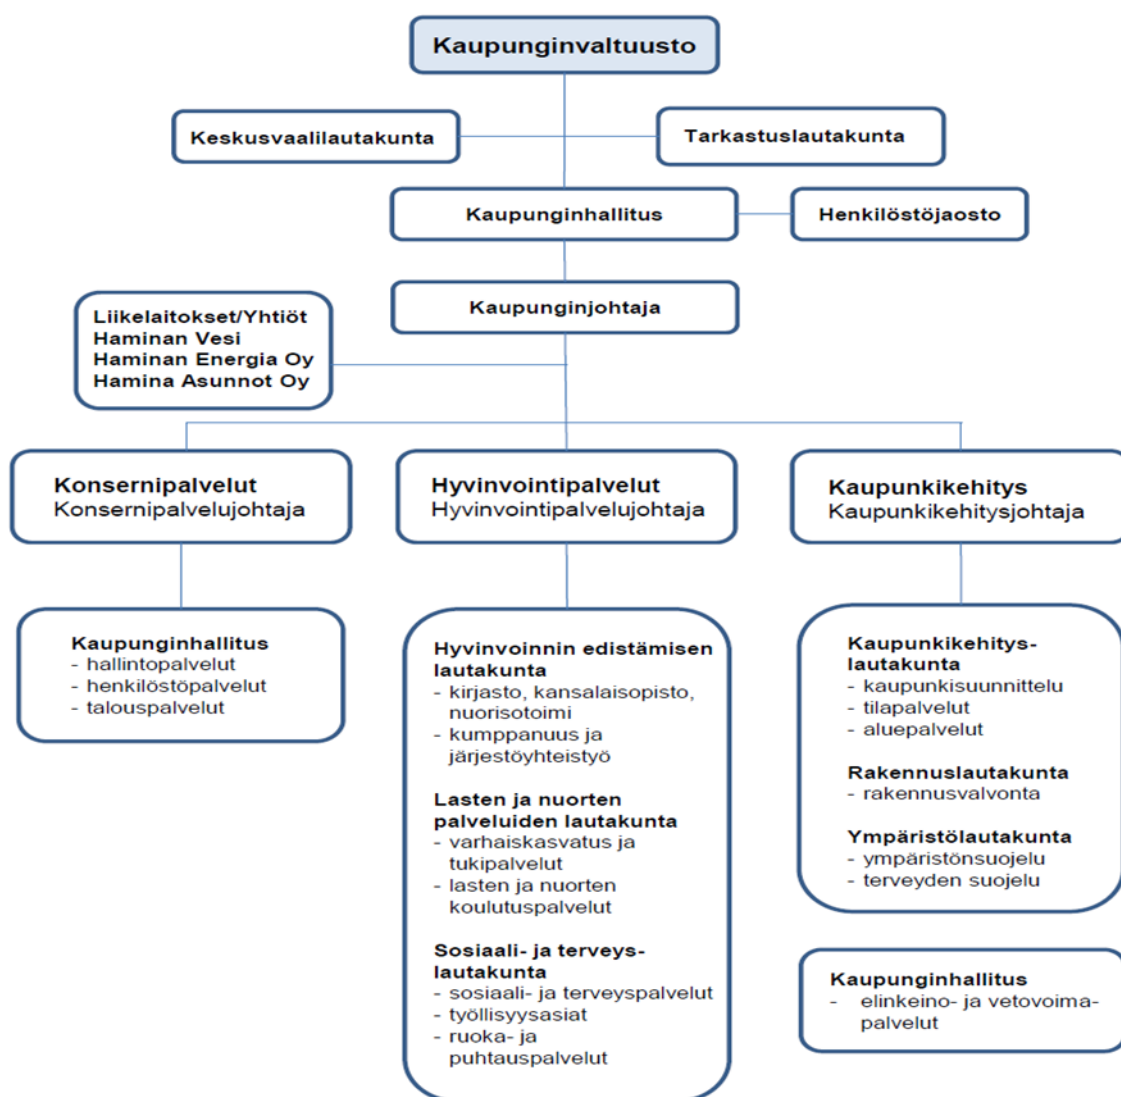 Kaupunginvaltuusto
Keskusvaalilautakunta
Tarkastuslautakunta
Kaupunginhallitus
Henkilöstöjaosto
Kaupunginjohtaja
Liikelaitokset/Yhtiöt
Haminan Vesi
Haminan Energia Oy
Hamina Asunnot Oy
Konsernipalvelut
Konsernipalvelujohtaja
Hyvinvointipalvelut
Hyvinvointipalvelujohtaja
Kaupunkikehitys
Kaupunkikehitysjohtaja
Kaupunginhallitus
- hallintopalvelut
- henkilöstöpalvelut
- talouspalvelut
Hyvinvoinnin edistämisen
lautakunta
- kirjasto, kansalaisopisto,
nuorisotoimi
- kumppanuus ja
järjestöyhteistyö
Lasten ja nuorten
palveluiden lautakunta
- varhaiskasvatus ja
tukipalvelut
- lasten ja nuorten
koulutuspalvelut
Sosiaali- ja terveys-
lautakunta
- sosiaali- ja terveyspalvelut
- työllisyysasiat
- ruoka- ja
puhtauspalvelut
Kaupunkikehitys-
lautakunta
- kaupunkisuunnittelu
- tilapalvelut
- aluepalvelut
Rakennuslautakunta
- rakennusvalvonta
Ympäristölautakunta
- ympäristönsuojelu
- terveyden suojelu
Kaupunginhallitus
- elinkeino- ja vetovoima-
palvelut